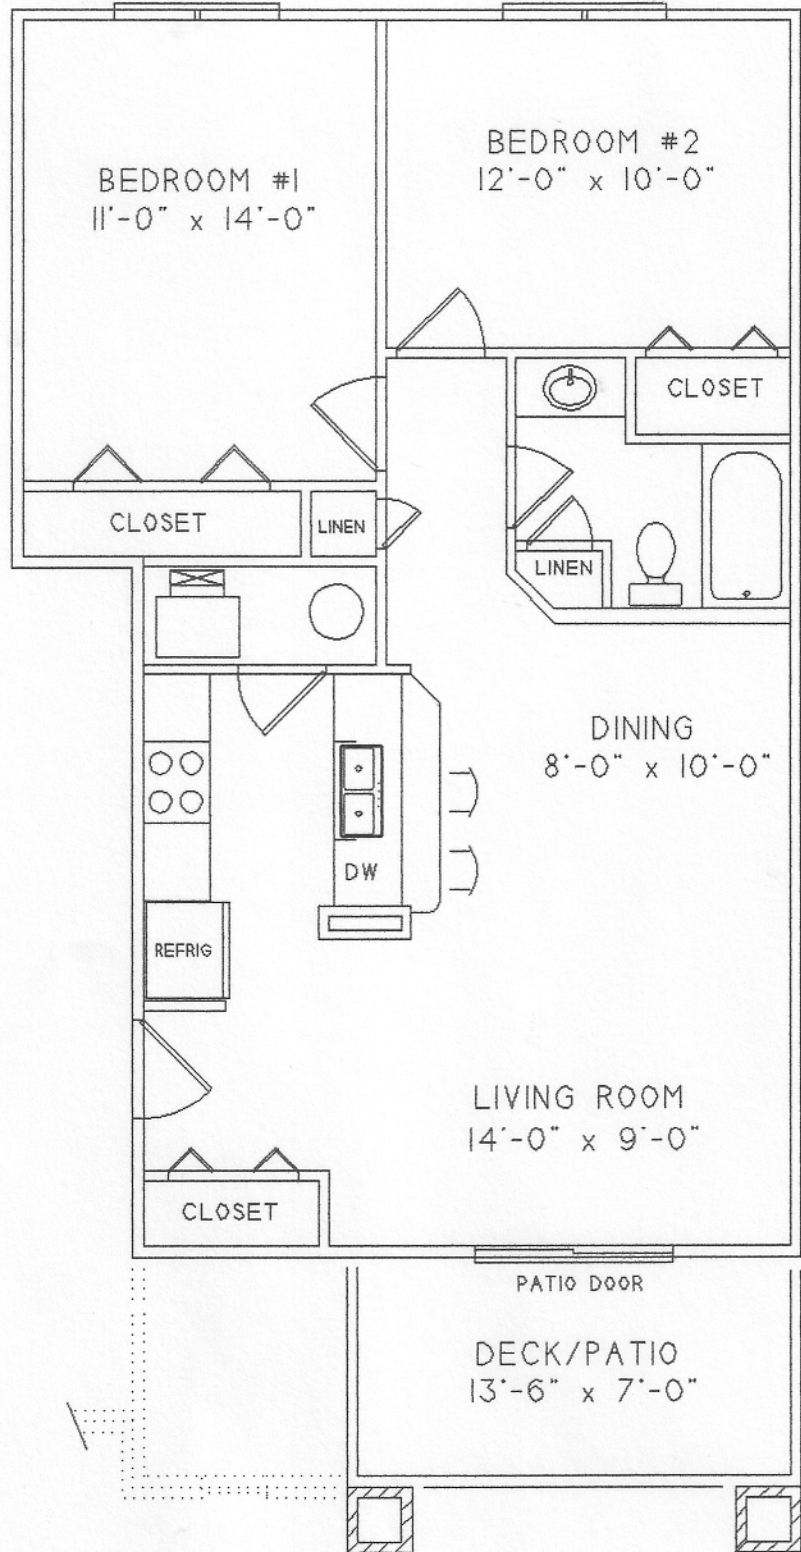 BEDROOM #1
11'-0" x 14'-0"
BEDROOM #2
12'-0" x 10'-0"
CLOSET
CLOSET
LINEN
LINEN
DINING
8'-0" x 10'-0"
DW
REFRIG
LIVING ROOM
14'-0" x 9'-0"
CLOSET
PATIO DOOR
DECK/PATIO
13'-6" x 7'-0"